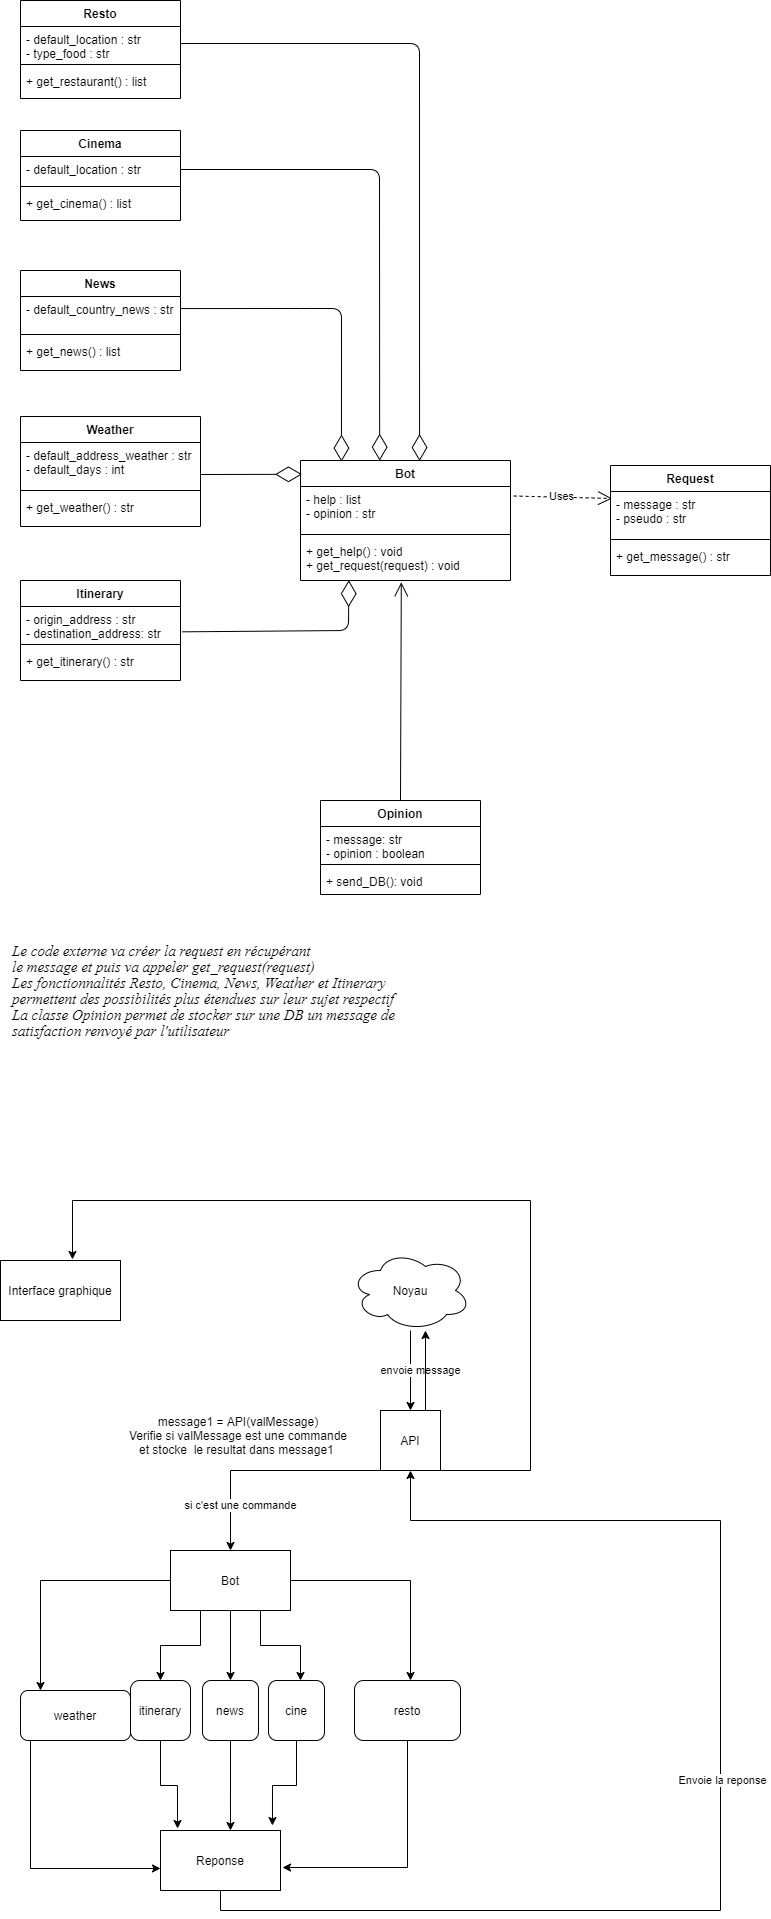 Resto
- default_location : str
- type_food : str
+ get_restaurant() : list
Cinema
- default_location : str
+ get_cinema() : list
News
- default_country_news : str
+ get_news() : list
Weather
- default_address_weather : str
- default_days : int
+ get_weather() : str
Bot
- help : list
- opinion : str
+ get_help() : void
+ get_request(request) : void
Uses
Request
- message : str
- pseudo : str
+ get_message() : str
Itinerary
- origin_address : str
- destination_address: str
+ get_itinerary() : str
Opinion
- message: str
- opinion : boolean
+ send_DB(): void
Le code externe va créer la request en récupérant
le message et puis va appeler get_request(request)
Les fonctionnalités Resto, Cinema, News, Weather et Itinerary
permettent des possibilités plus étendues sur leur sujet respectif
La classe Opinion permet de stocker sur une DB un message de
satisfaction renvoyé par l'utilisateur
Interface graphique
Noyau
envoie message
message1 = API(valMessage)
Verifie si valMessage est une commande
et stocke le resultat dans message1
API
si c'est une commande
Bot
weather
itinerary
news
cine
resto
Envoie la reponse
Reponse